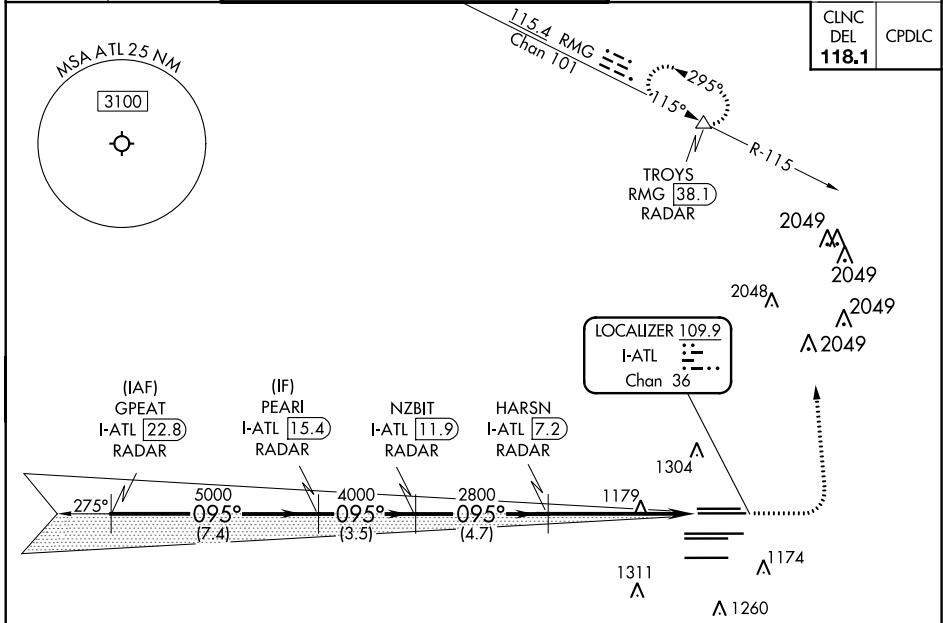 CLNC
DEL
118.1
CPDLC
MSA ATL 25 NM
3100
115.4 RMG
Chan 101
295°
115°
R-115
TROYS
RMG 38.1
RADAR
2049
2049
2048
2049
2049
LOCALIZER 109.9
I-ATL
Chan 36
(IAF)
GPEAT
I-ATL 22.8
RADAR
(IF)
PEARI
I-ATL 15.4
RADAR
NZBIT
I-ATL 11.9
RADAR
HARSN
I-ATL 7.2
RADAR
1304
1179
275°
5000
095°
(7.4)
4000
095°
(3.5)
2800
095°
(4.7)
1174
1311
1260